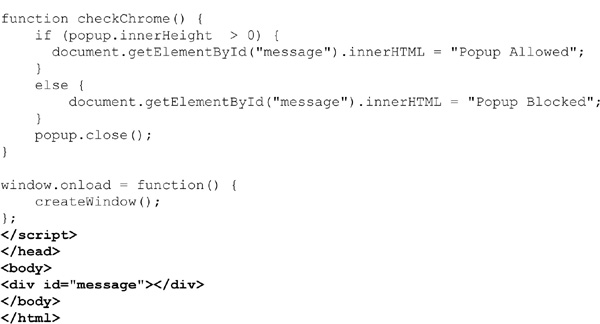 function checkChrome() {
    if (popup.innerHeight  > 0) {
      document.getElementById("message").innerHTML = "Popup Allowed";
    }
    else {
        document.getElementById("message").innerHTML = "Popup Blocked";
    }
    popup.close();
}

window.onload = function() {
    createWindow();
};
</script>
</head>
<body>
<div id="message"></div>
</body>
</html>